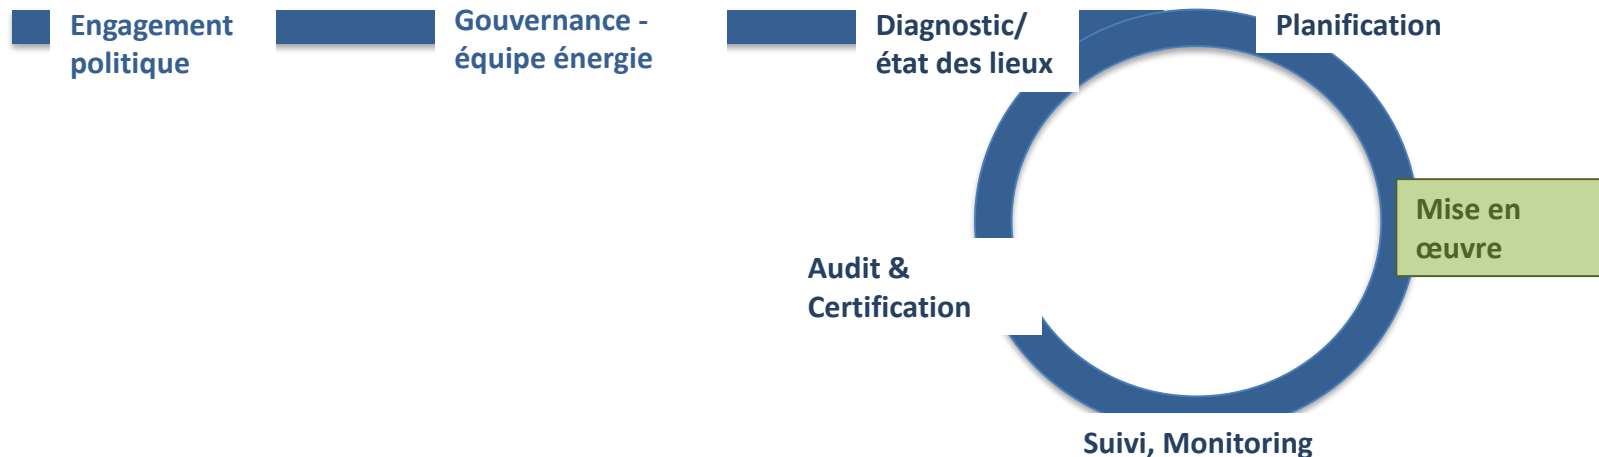 Engagement
politique
Gouvernance -
équipe énergie
Diagnostic/
état des lieux
Planification
Mise en
œuvre
Audit &
Certification
Suivi, Monitoring